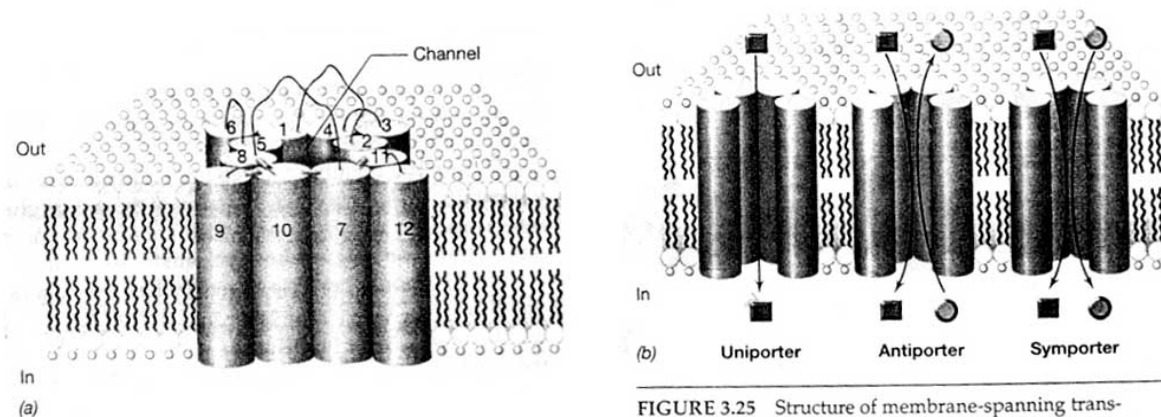 Channel
Out
6
1
4
3
5
2
8
11
9
10
7
12
In
(a)
Out
In
(b)
Uniporter
Antiporter
Symporter
FIGURE 3.25 Structure of membrane-spanning trans-